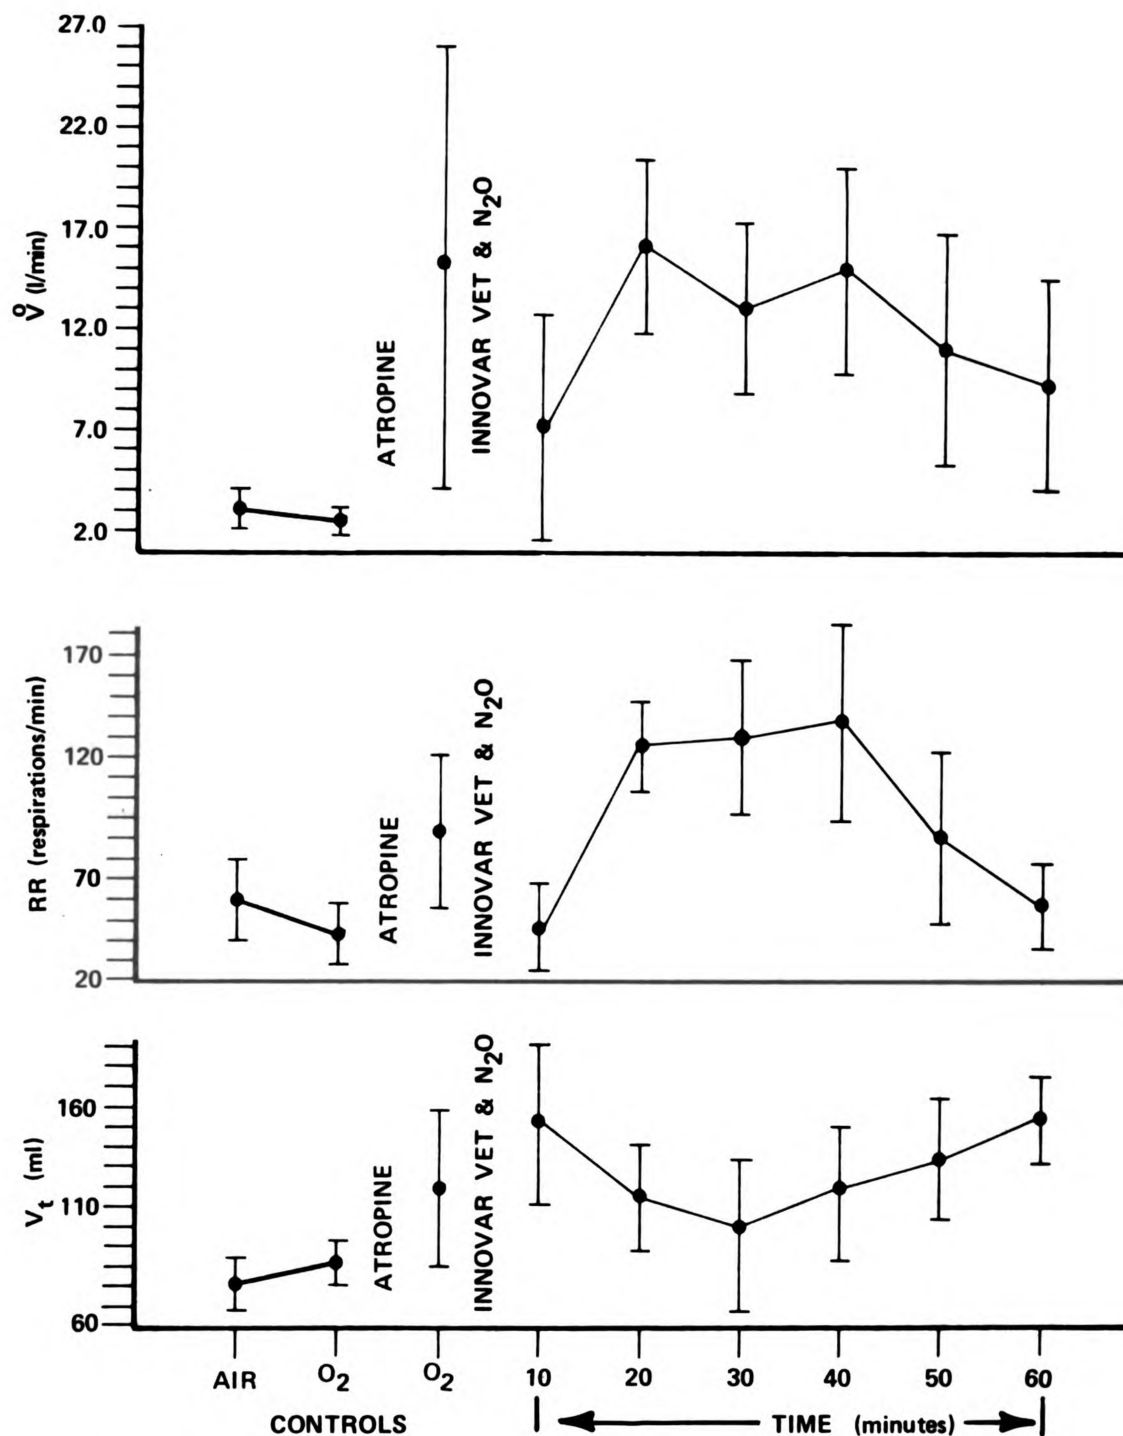 27.0
22.0
17.0
12.0
7.0
2.0
V̊ (l/min)
ATROPINE
INNOVAR VET & N₂O
170
120
70
20
RR (respirations/min)
ATROPINE
INNOVAR VET & N₂O
160
110
60
Vₜ (ml)
ATROPINE
INNOVAR VET & N₂O
AIR O₂ O₂ 10 20 30 40 50 60
CONTROLS TIME (minutes)